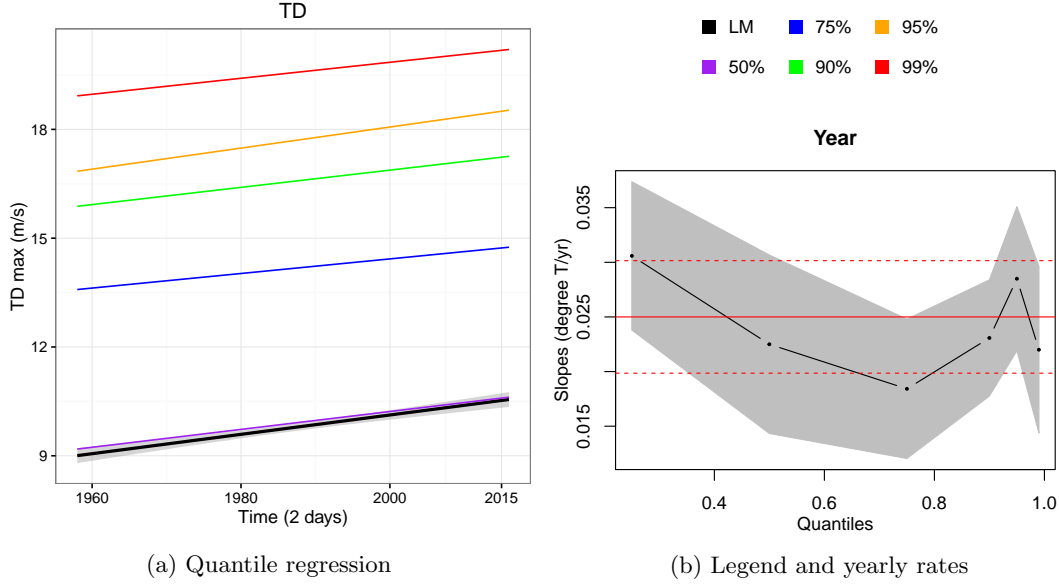 TD
TD max (m/s)
18
15
12
9
1960
1980
2000
2015
Time (2 days)
(a) Quantile regression
LM
75%
95%
50%
90%
99%
Year
Slopes (degree T/yr)
0.035
0.025
0.015
0.4
0.6
0.8
1.0
Quantiles
(b) Legend and yearly rates